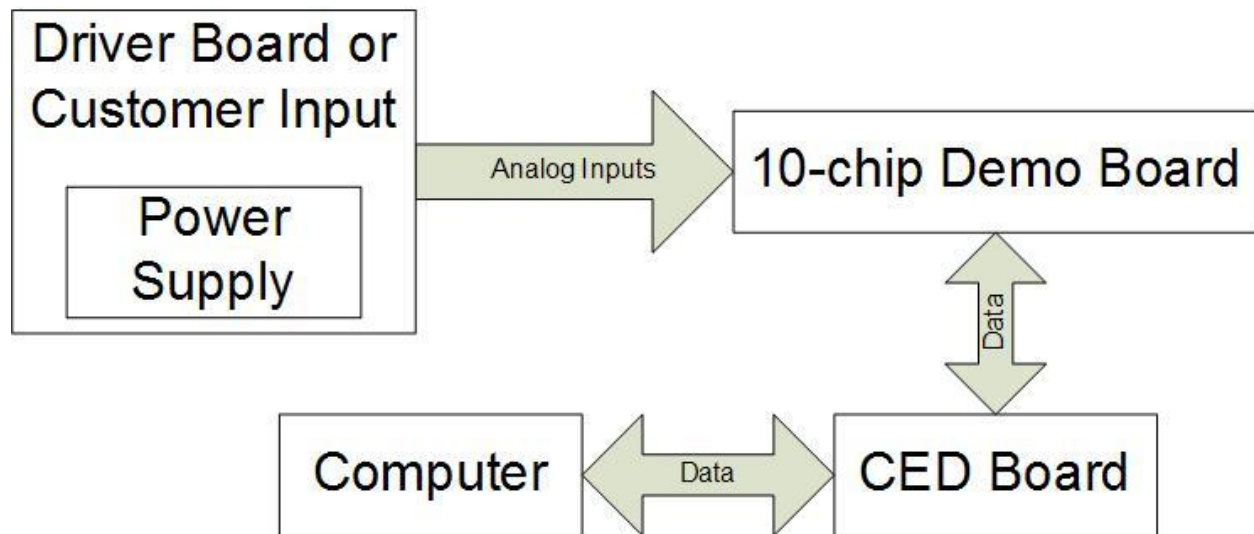 Driver Board or
Customer Input
Power
Supply
Analog Inputs
10-chip Demo Board
Data
Computer
Data
CED Board